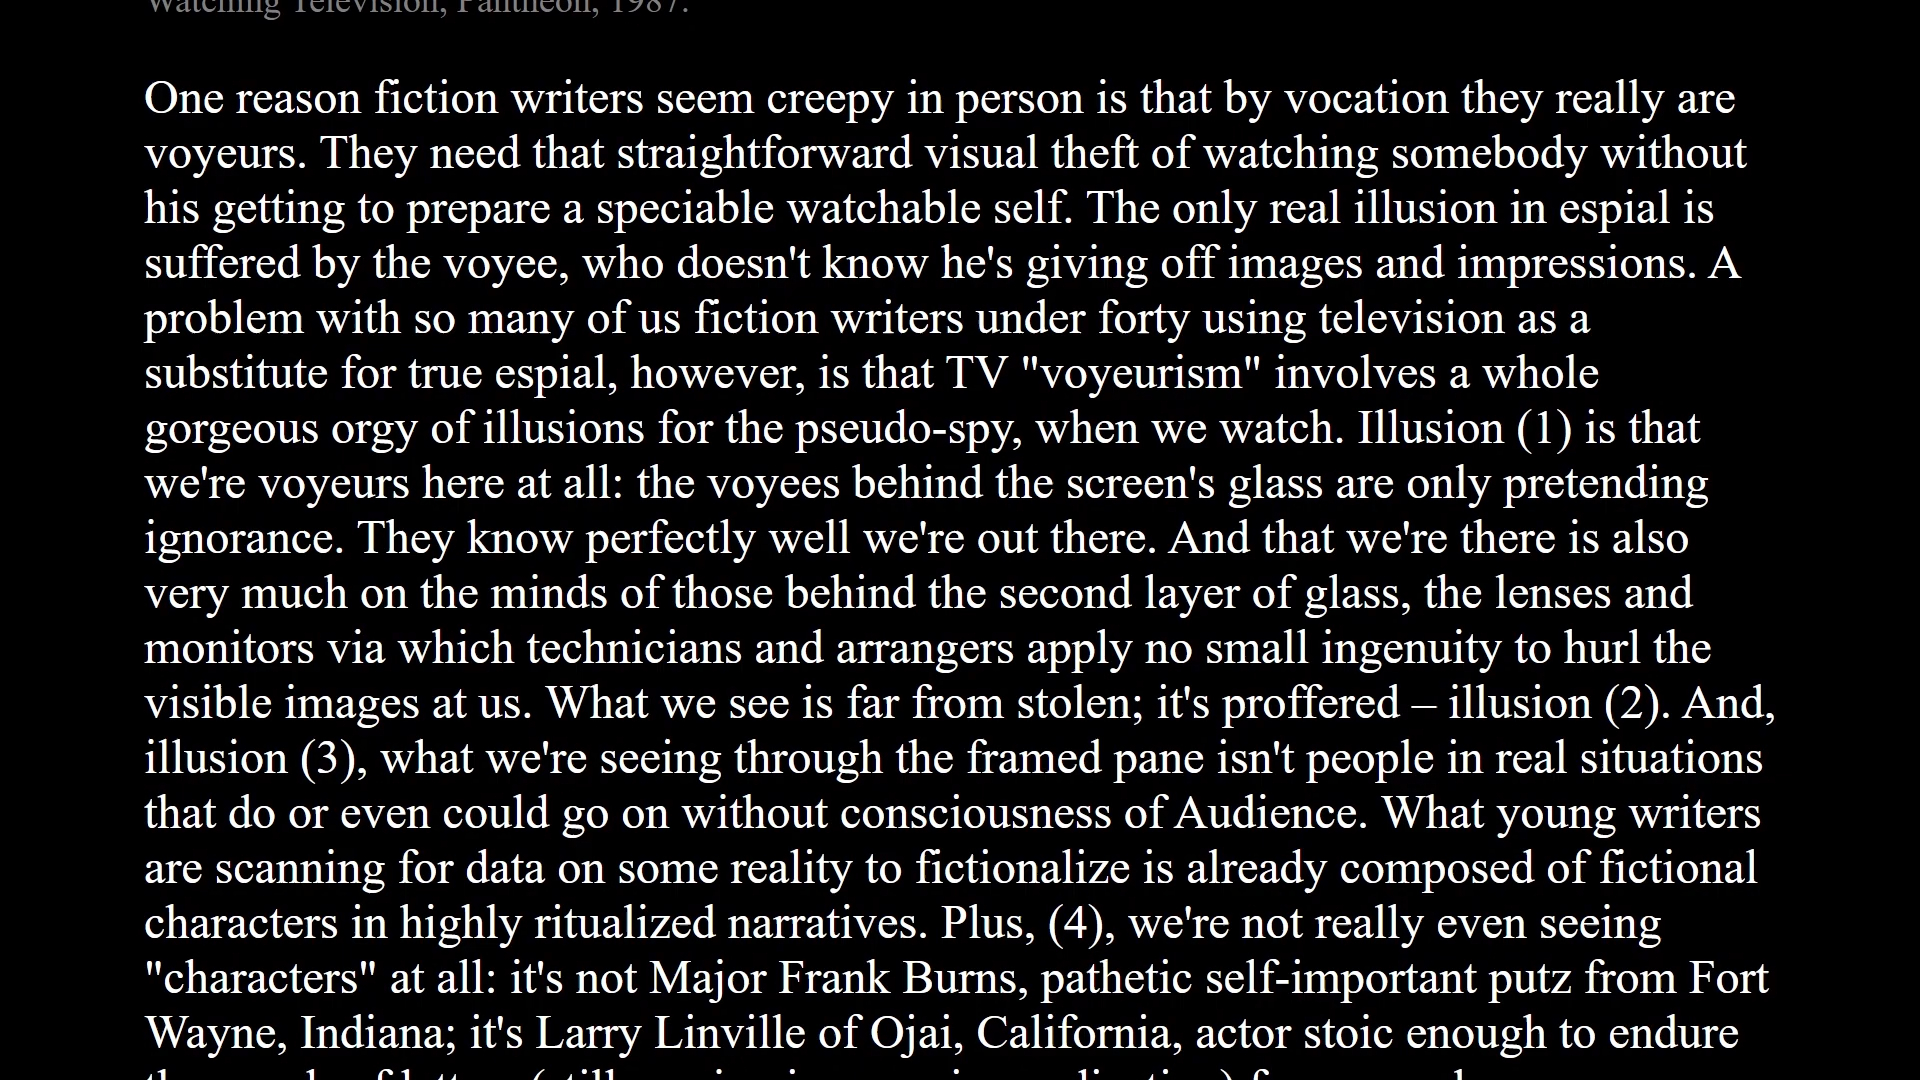 Watching Television, Pantheon, 1987.
One reason fiction writers seem creepy in person is that by vocation they really are
voyeurs. They need that straightforward visual theft of watching somebody without
his getting to prepare a speciable watchable self. The only real illusion in espial is
suffered by the voyee, who doesn't know he's giving off images and impressions. A
problem with so many of us fiction writers under forty using television as a
substitute for true espial, however, is that TV "voyeurism" involves a whole
gorgeous orgy of illusions for the pseudo-spy, when we watch. Illusion (1) is that
we're voyeurs here at all: the voyees behind the screen's glass are only pretending
ignorance. They know perfectly well we're out there. And that we're there is also
very much on the minds of those behind the second layer of glass, the lenses and
monitors via which technicians and arrangers apply no small ingenuity to hurl the
visible images at us. What we see is far from stolen; it's proffered – illusion (2). And,
illusion (3), what we're seeing through the framed pane isn't people in real situations
that do or even could go on without consciousness of Audience. What young writers
are scanning for data on some reality to fictionalize is already composed of fictional
characters in highly ritualized narratives. Plus, (4), we're not really even seeing
"characters" at all: it's not Major Frank Burns, pathetic self-important putz from Fort
Wayne, Indiana; it's Larry Linville of Ojai, California, actor stoic enough to endure